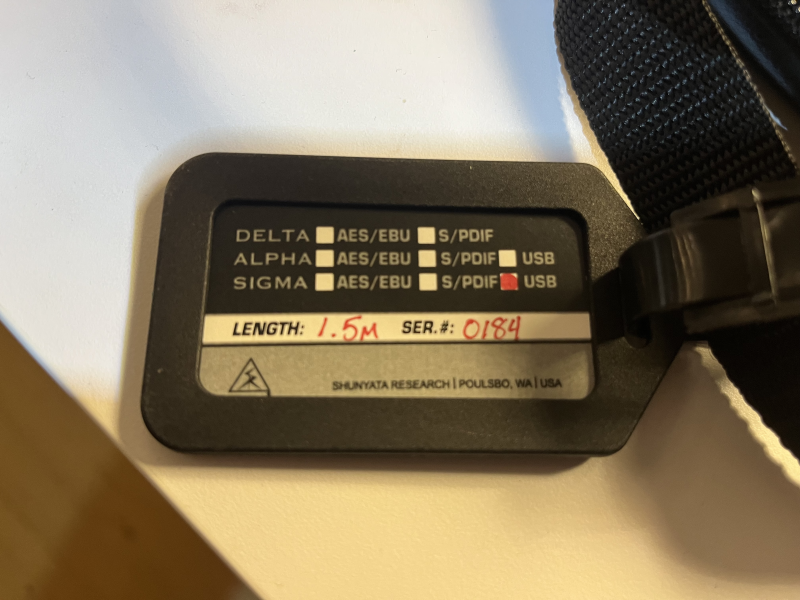 DELTA AES/EBU S/PDIF
ALPHA AES/EBU S/PDIF USB
SIGMA AES/EBU S/PDIF USB
LENGTH: 1.5M SER.#: 0184
SHUNYATA RESEARCH | POULSBO, WA | USA